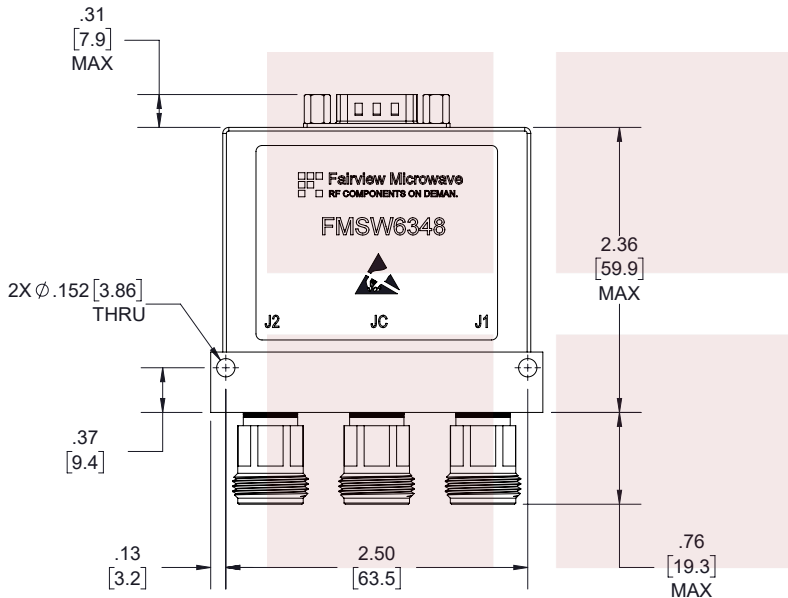 .31
[7.9]
MAX
Fairview Microwave
RF COMPONENTS ON DEMAN.
FMSW6348
2.36
[59.9]
MAX
2X Ø.152[3.86]
THRU
J2 JC J1
.37
[9.4]
.13
[3.2]
2.50
[63.5]
.76
[19.3]
MAX